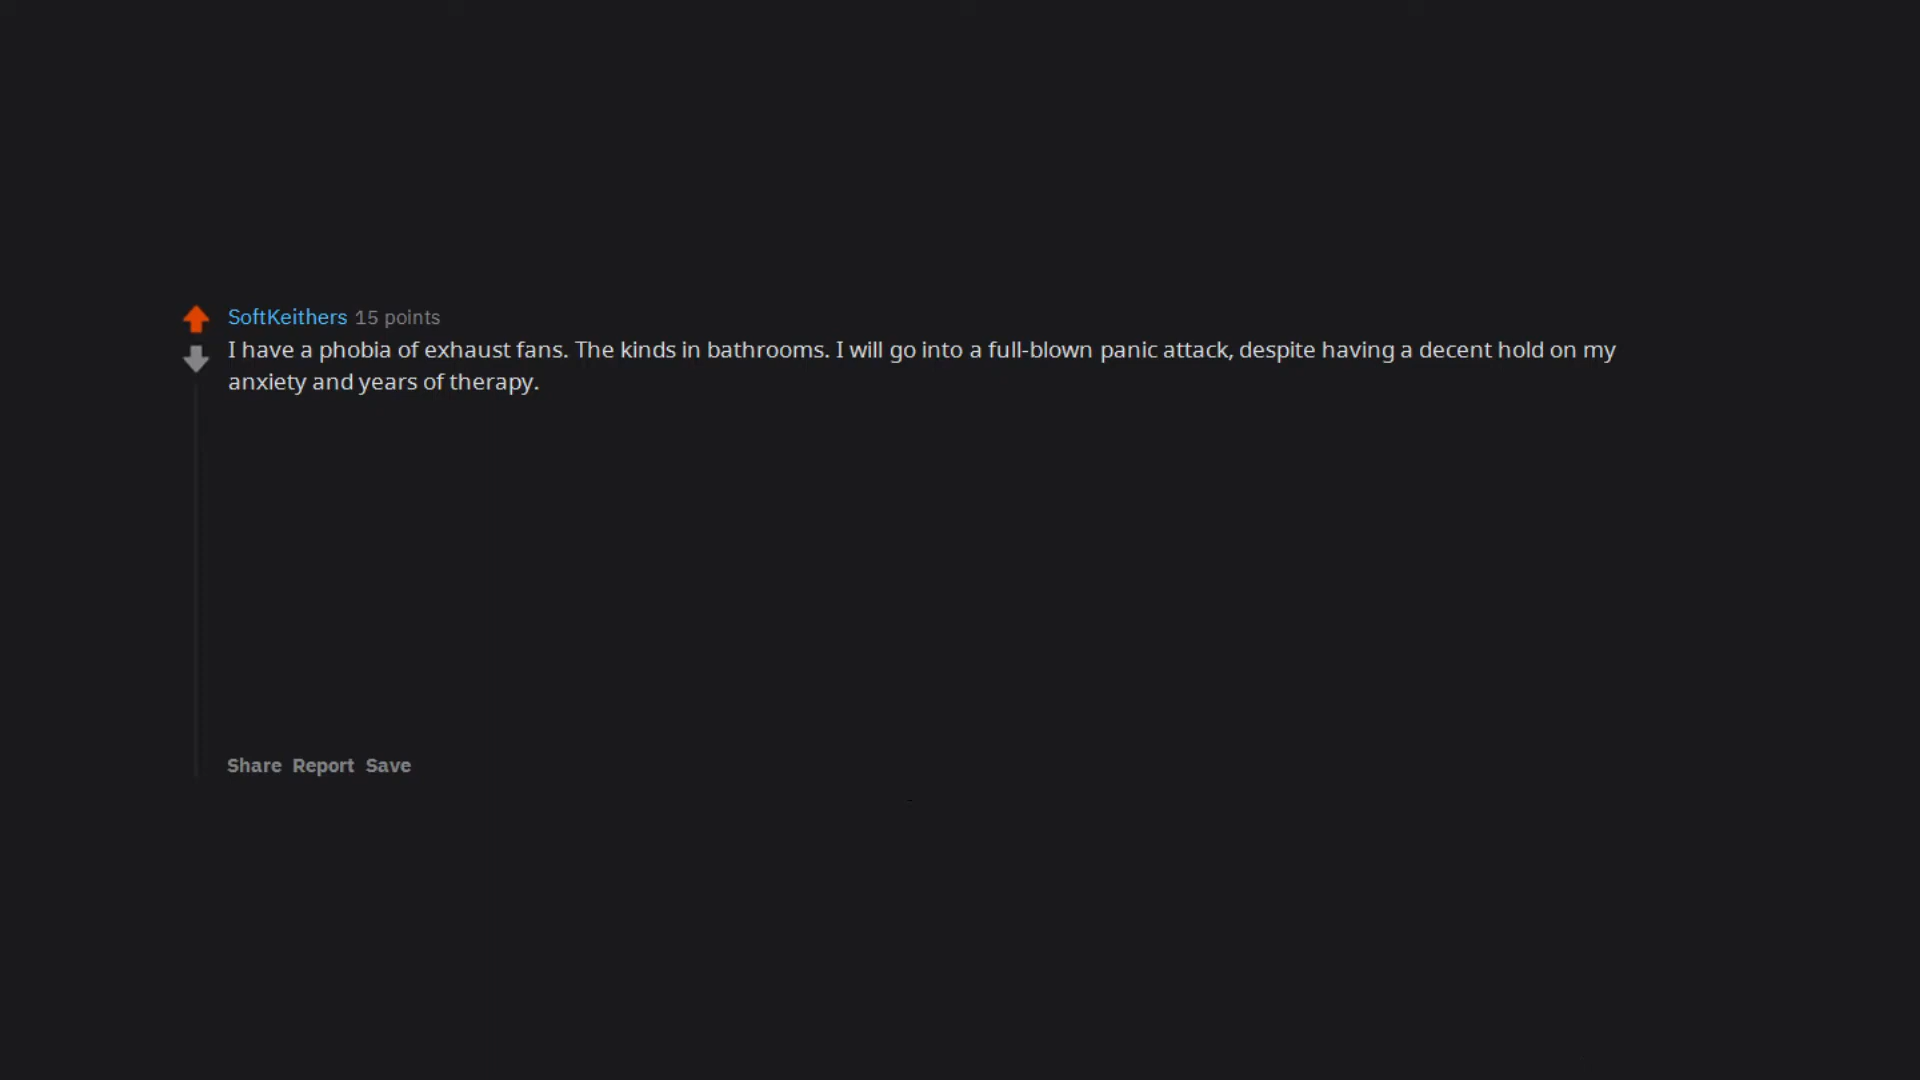 SoftKeithers 15 points
I have a phobia of exhaust fans. The kinds in bathrooms. I will go into a full-blown panic attack, despite having a decent hold on my
anxiety and years of therapy.
Share Report Save